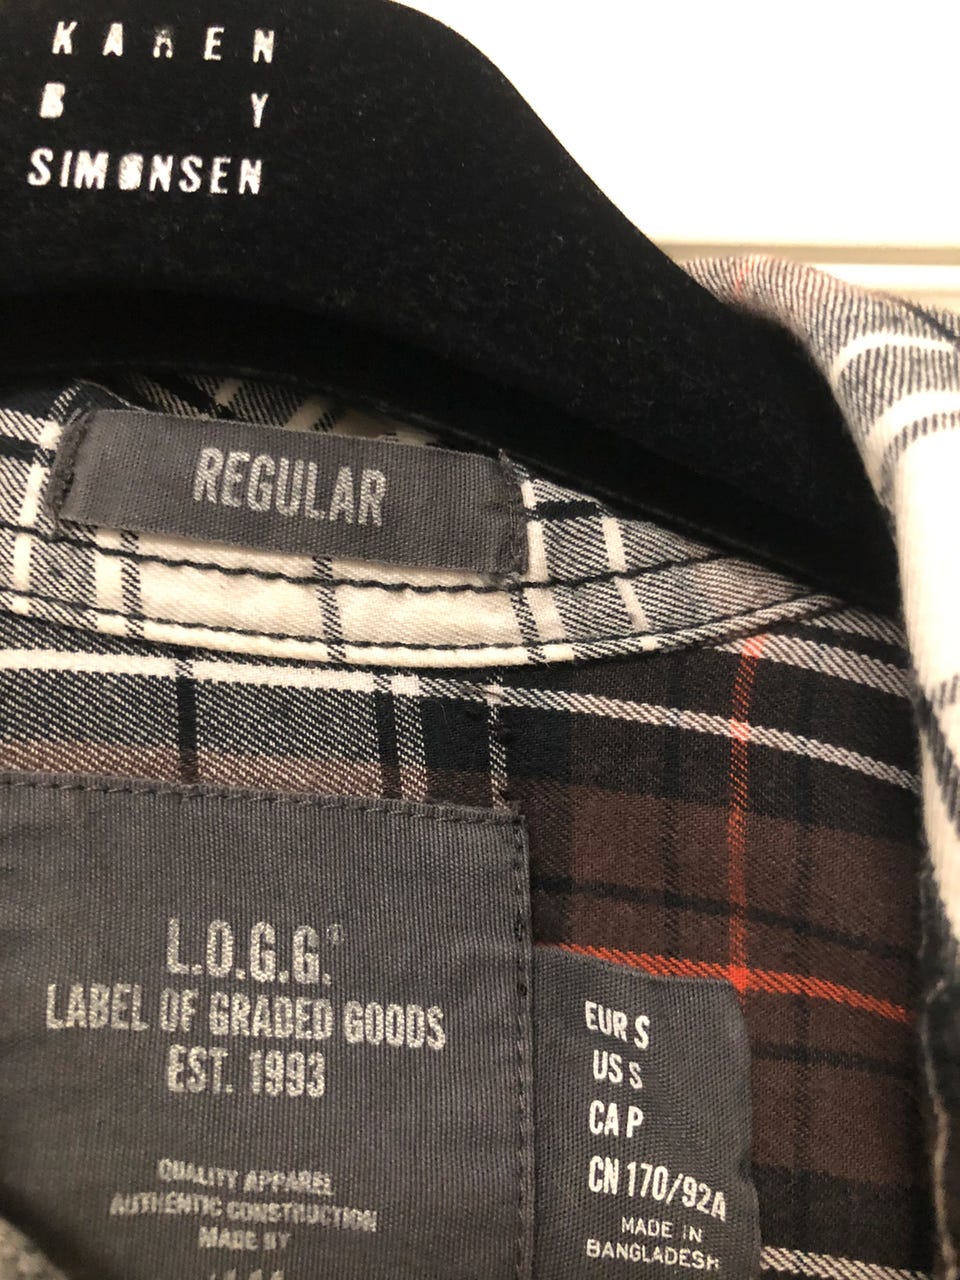 KAREN
B Y
SIMONSEN
REGULAR
L.O.G.G.®
LABEL OF GRADED GOODS
EST. 1993
QUALITY APPAREL
AUTHENTIC CONSTRUCTION
MADE BY
EUR S
US S
CA P
CN 170/92A
MADE IN
BANGLADESH